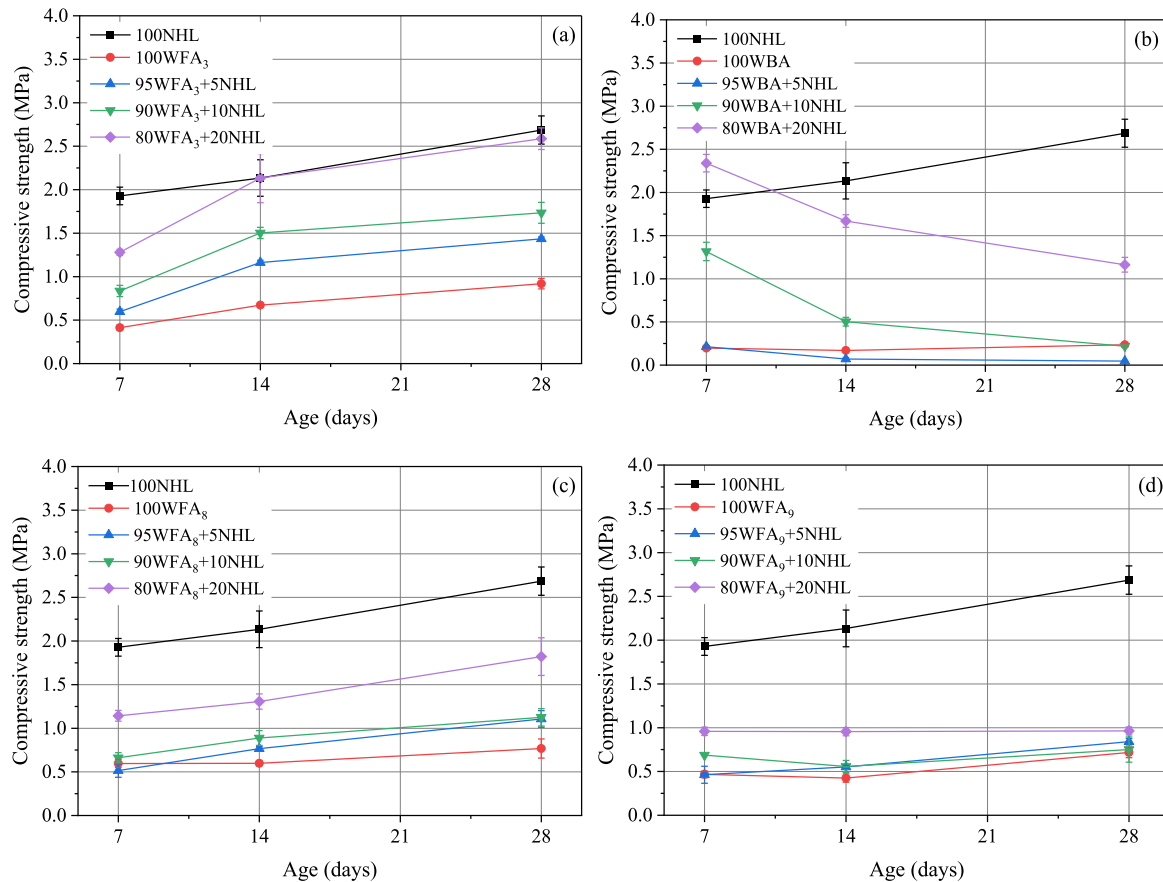 (a)
100NHL
100WFA₃
95WFA₃+5NHL
90WFA₃+10NHL
80WFA₃+20NHL
Compressive strength (MPa)
4.0
3.5
3.0
2.5
2.0
1.5
1.0
0.5
0.0
7 14 21 28
Age (days)
(b)
100NHL
100WBA
95WBA+5NHL
90WBA+10NHL
80WBA+20NHL
Compressive strength (MPa)
4.0
3.5
3.0
2.5
2.0
1.5
1.0
0.5
0.0
7 14 21 28
Age (days)
(c)
100NHL
100WFA₈
95WFA₈+5NHL
90WFA₈+10NHL
80WFA₈+20NHL
Compressive strength (MPa)
4.0
3.5
3.0
2.5
2.0
1.5
1.0
0.5
0.0
7 14 21 28
Age (days)
(d)
100NHL
100WFA₉
95WFA₉+5NHL
90WFA₉+10NHL
80WFA₉+20NHL
Compressive strength (MPa)
4.0
3.5
3.0
2.5
2.0
1.5
1.0
0.5
0.0
7 14 21 28
Age (days)